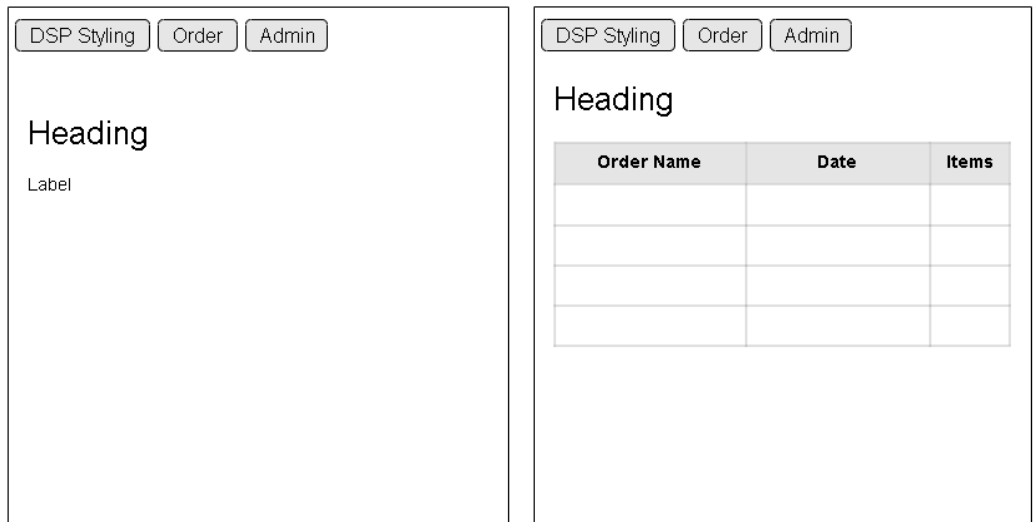 DSP Styling Order Admin
Heading
Label
DSP Styling Order Admin
Heading
Order Name Date Items